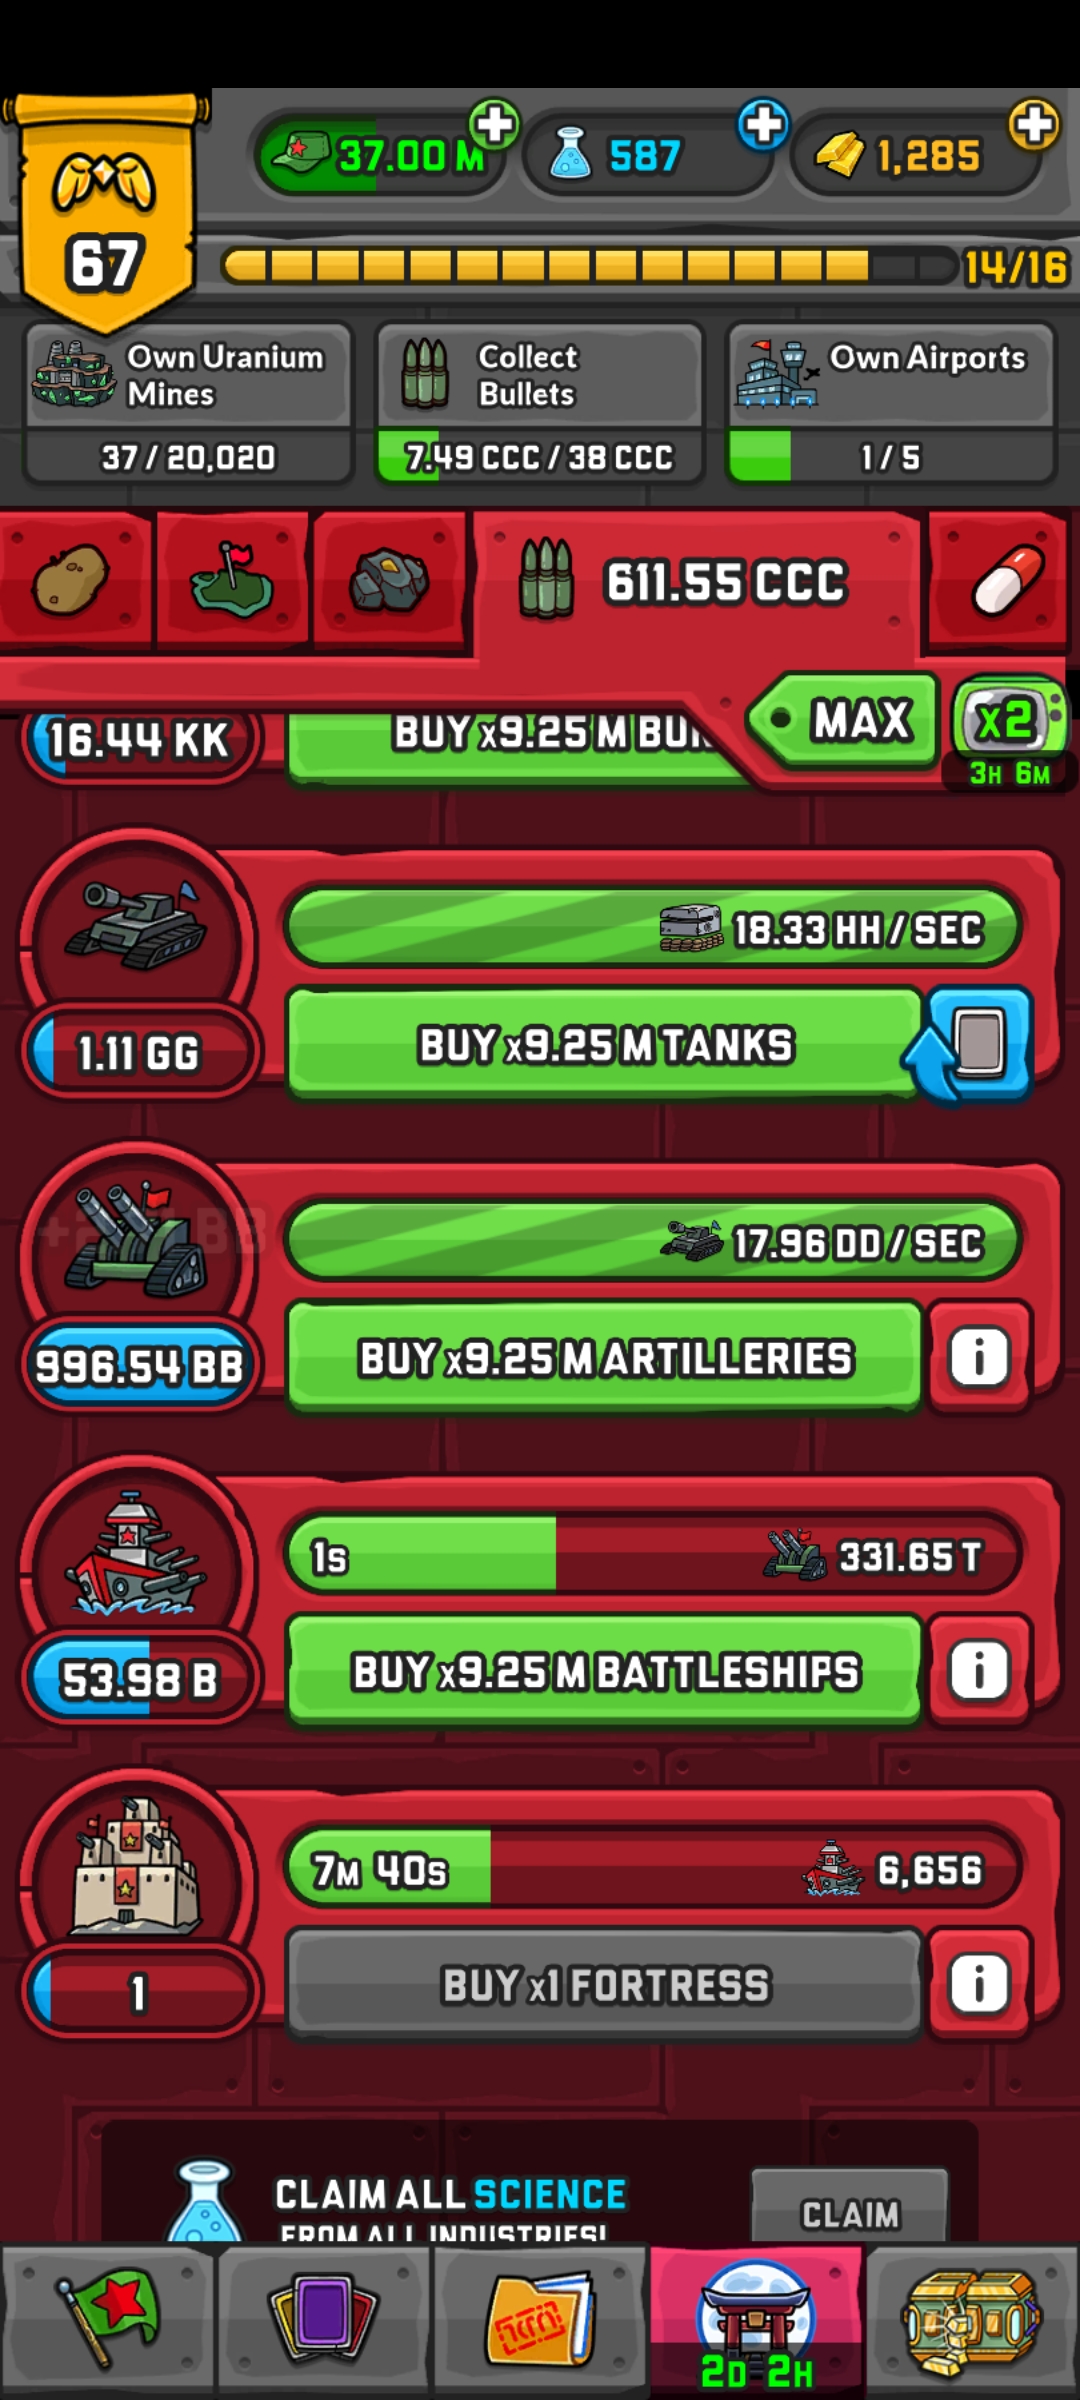 37.00 M
587
1,285
67
14/16
Own Uranium
Mines
37 / 20,020
Collect
Bullets
7.49 CCC / 38 CCC
Own Airports
1 / 5
611.55 CCC
MAX
x2
3H 6M
16.44 KK
BUY x9.25 M
18.33 HH / SEC
1.11 GG
BUY x9.25 M TANKS
17.96 DD / SEC
996.54 BB
BUY x9.25 M ARTILLERIES
1s
331.65 T
53.98 B
BUY x9.25 M BATTLESHIPS
7M 40s
6,656
1
BUY x1 FORTRESS
CLAIM ALL SCIENCE
FROM ALL INDUSTRIES!
CLAIM
2D 2H